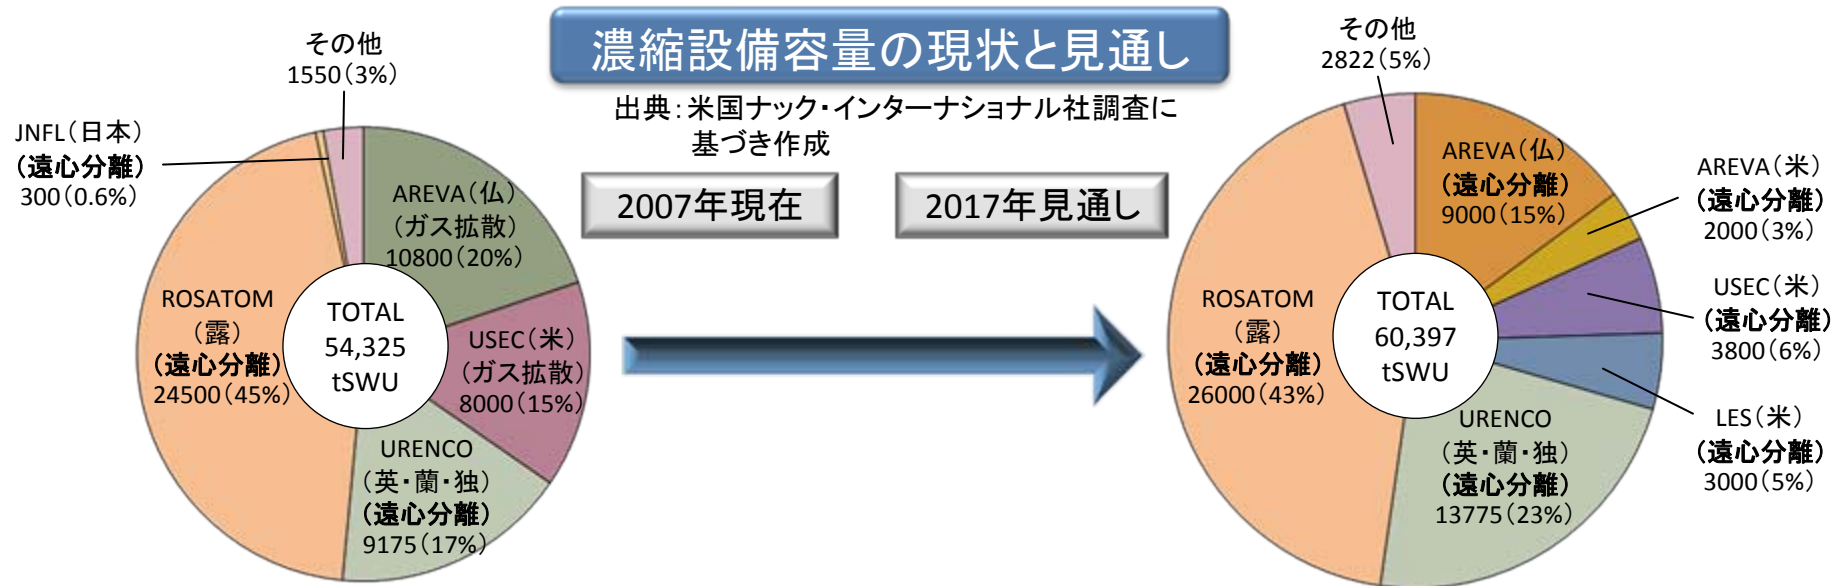 濃縮設備容量の現状と見通し
出典：米国ナック・インターナショナル社調査に
基づき作成
2007年現在
2017年見通し
その他
1550（3%）
JNFL（日本）
（遠心分離）
300（0.6%）
AREVA（仏）
（ガス拡散）
10800（20%）
ROSATOM
（露）
（遠心分離）
24500（45%）
TOTAL
54,325
tSWU
USEC（米）
（ガス拡散）
8000（15%）
URENCO
（英・蘭・独）
（遠心分離）
9175（17%）
その他
2822（5%）
AREVA（仏）
（遠心分離）
9000（15%）
AREVA（米）
（遠心分離）
2000（3%）
USEC（米）
（遠心分離）
3800（6%）
ROSATOM
（露）
（遠心分離）
26000（43%）
TOTAL
60,397
tSWU
LES（米）
（遠心分離）
3000（5%）
URENCO
（英・蘭・独）
（遠心分離）
13775（23%）